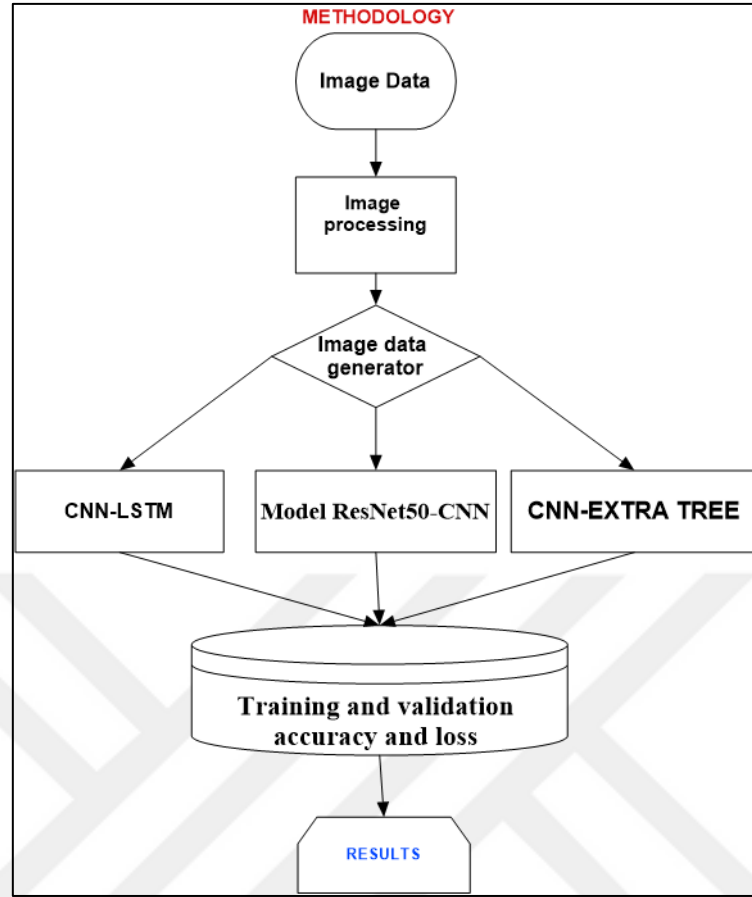 METHODOLOGY
Image Data
Image
processing
Image data
generator
CNN-LSTM
Model ResNet50-CNN
CNN-EXTRA TREE
Training and validation
accuracy and loss
RESULTS